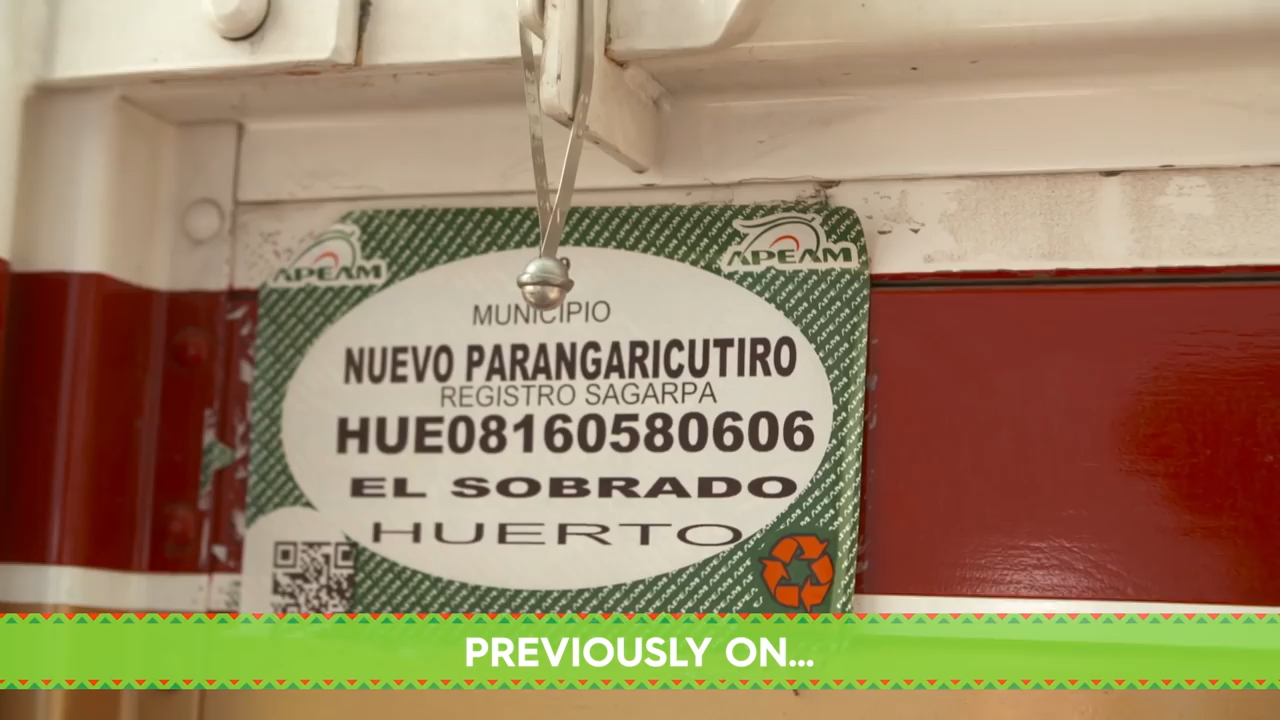 APEAM
APEAM
MUNICIPIO
NUEVO PARANGARICUTIRO
REGISTRO SAGARPA
HUE08160580606
EL SOBRADO
HUERTO
PREVIOUSLY ON...